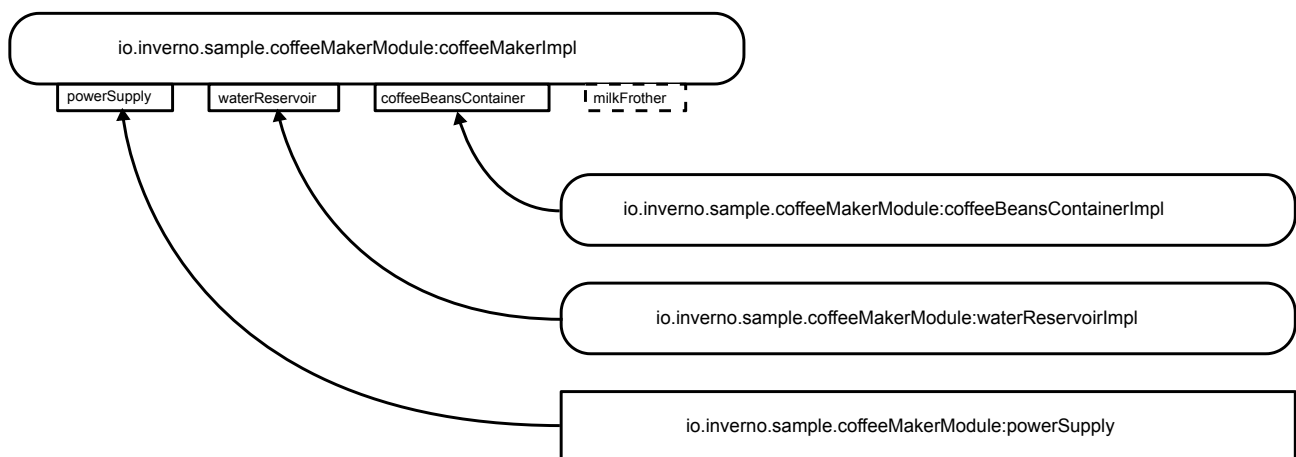 io.inverno.sample.coffeeMakerModule:coffeeMakerImpl
powerSupply
waterReservoir
coffeeBeansContainer
milkFrother
io.inverno.sample.coffeeMakerModule:coffeeBeansContainerImpl
io.inverno.sample.coffeeMakerModule:waterReservoirImpl
io.inverno.sample.coffeeMakerModule:powerSupply